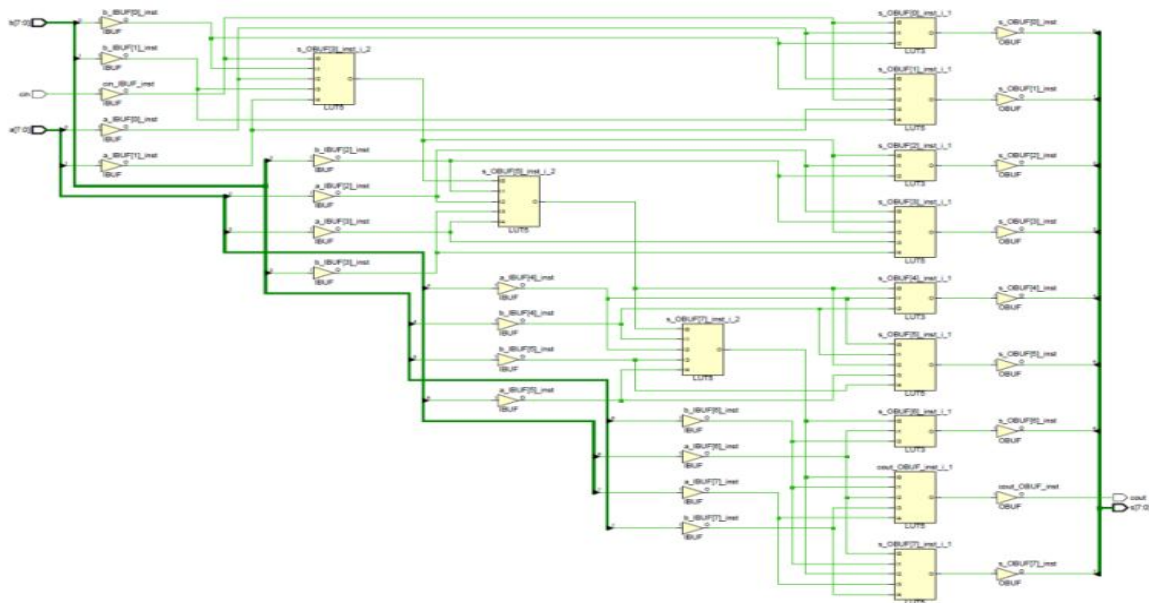 b[7:0]
b_IBUF[0]_inst
IBUF
b_IBUF[1]_inst
IBUF
cin
cin_IBUF_inst
IBUF
a[7:0]
a_IBUF[0]_inst
IBUF
a_IBUF[1]_inst
IBUF
s_OBUF[3]_inst_i_2
LUT5
b_IBUF[2]_inst
IBUF
a_IBUF[2]_inst
IBUF
a_IBUF[3]_inst
IBUF
b_IBUF[3]_inst
IBUF
s_OBUF[5]_inst_i_2
LUT5
a_IBUF[4]_inst
IBUF
b_IBUF[4]_inst
IBUF
b_IBUF[5]_inst
IBUF
a_IBUF[5]_inst
IBUF
s_OBUF[7]_inst_i_2
LUT5
b_IBUF[6]_inst
IBUF
a_IBUF[6]_inst
IBUF
a_IBUF[7]_inst
IBUF
b_IBUF[7]_inst
IBUF
s_OBUF[0]_inst_i_1
LUT3
s_OBUF[0]_inst
OBUF
s_OBUF[1]_inst_i_1
LUT5
s_OBUF[1]_inst
OBUF
s_OBUF[2]_inst_i_1
LUT3
s_OBUF[2]_inst
OBUF
s_OBUF[3]_inst_i_1
LUT5
s_OBUF[3]_inst
OBUF
s_OBUF[4]_inst_i_1
LUT3
s_OBUF[4]_inst
OBUF
s_OBUF[5]_inst_i_1
LUT5
s_OBUF[5]_inst
OBUF
s_OBUF[6]_inst_i_1
LUT3
s_OBUF[6]_inst
OBUF
cout_OBUF_inst_i_1
LUT5
cout_OBUF_inst
OBUF
cout
s[7:0]
s_OBUF[7]_inst_i_1
LUT5
s_OBUF[7]_inst
OBUF